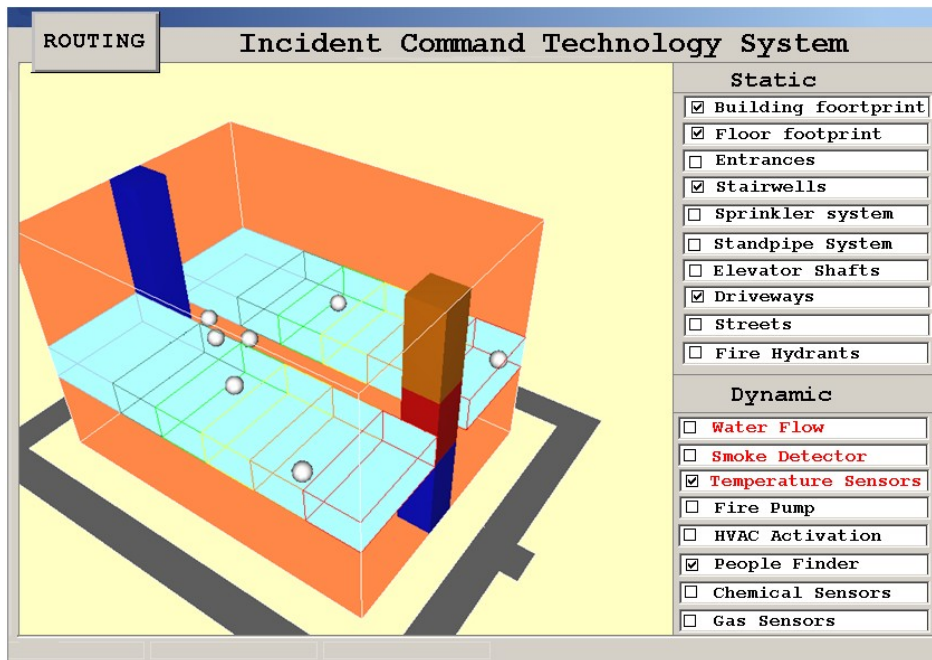 ROUTING
Incident Command Technology System
Static
Building foortprint
Floor footprint
Entrances
Stairwells
Sprinkler system
Standpipe System
Elevator Shafts
Driveways
Streets
Fire Hydrants
Dynamic
Water Flow
Smoke Detector
Temperature Sensors
Fire Pump
HVAC Activation
People Finder
Chemical Sensors
Gas Sensors